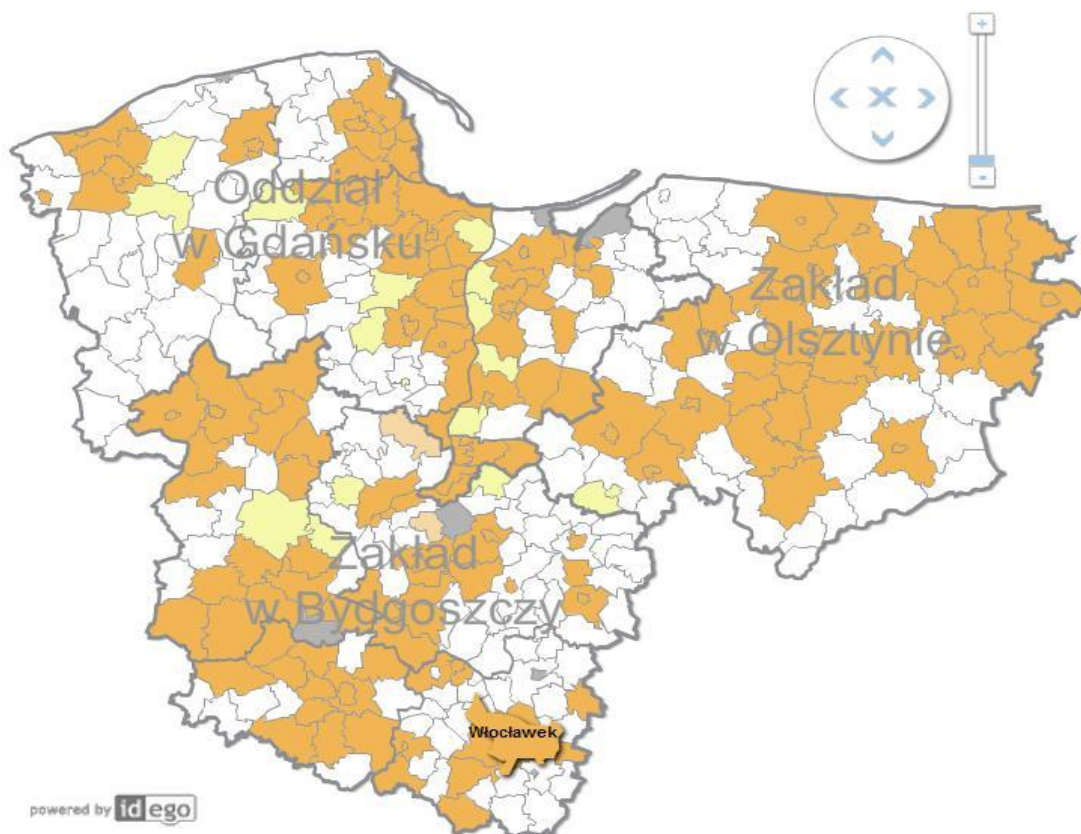 +
-
Oddział
w Gdańsku
Zakład
w Olsztynie
Zakład
w Bydgoszczy
Włocławek
powered by idego